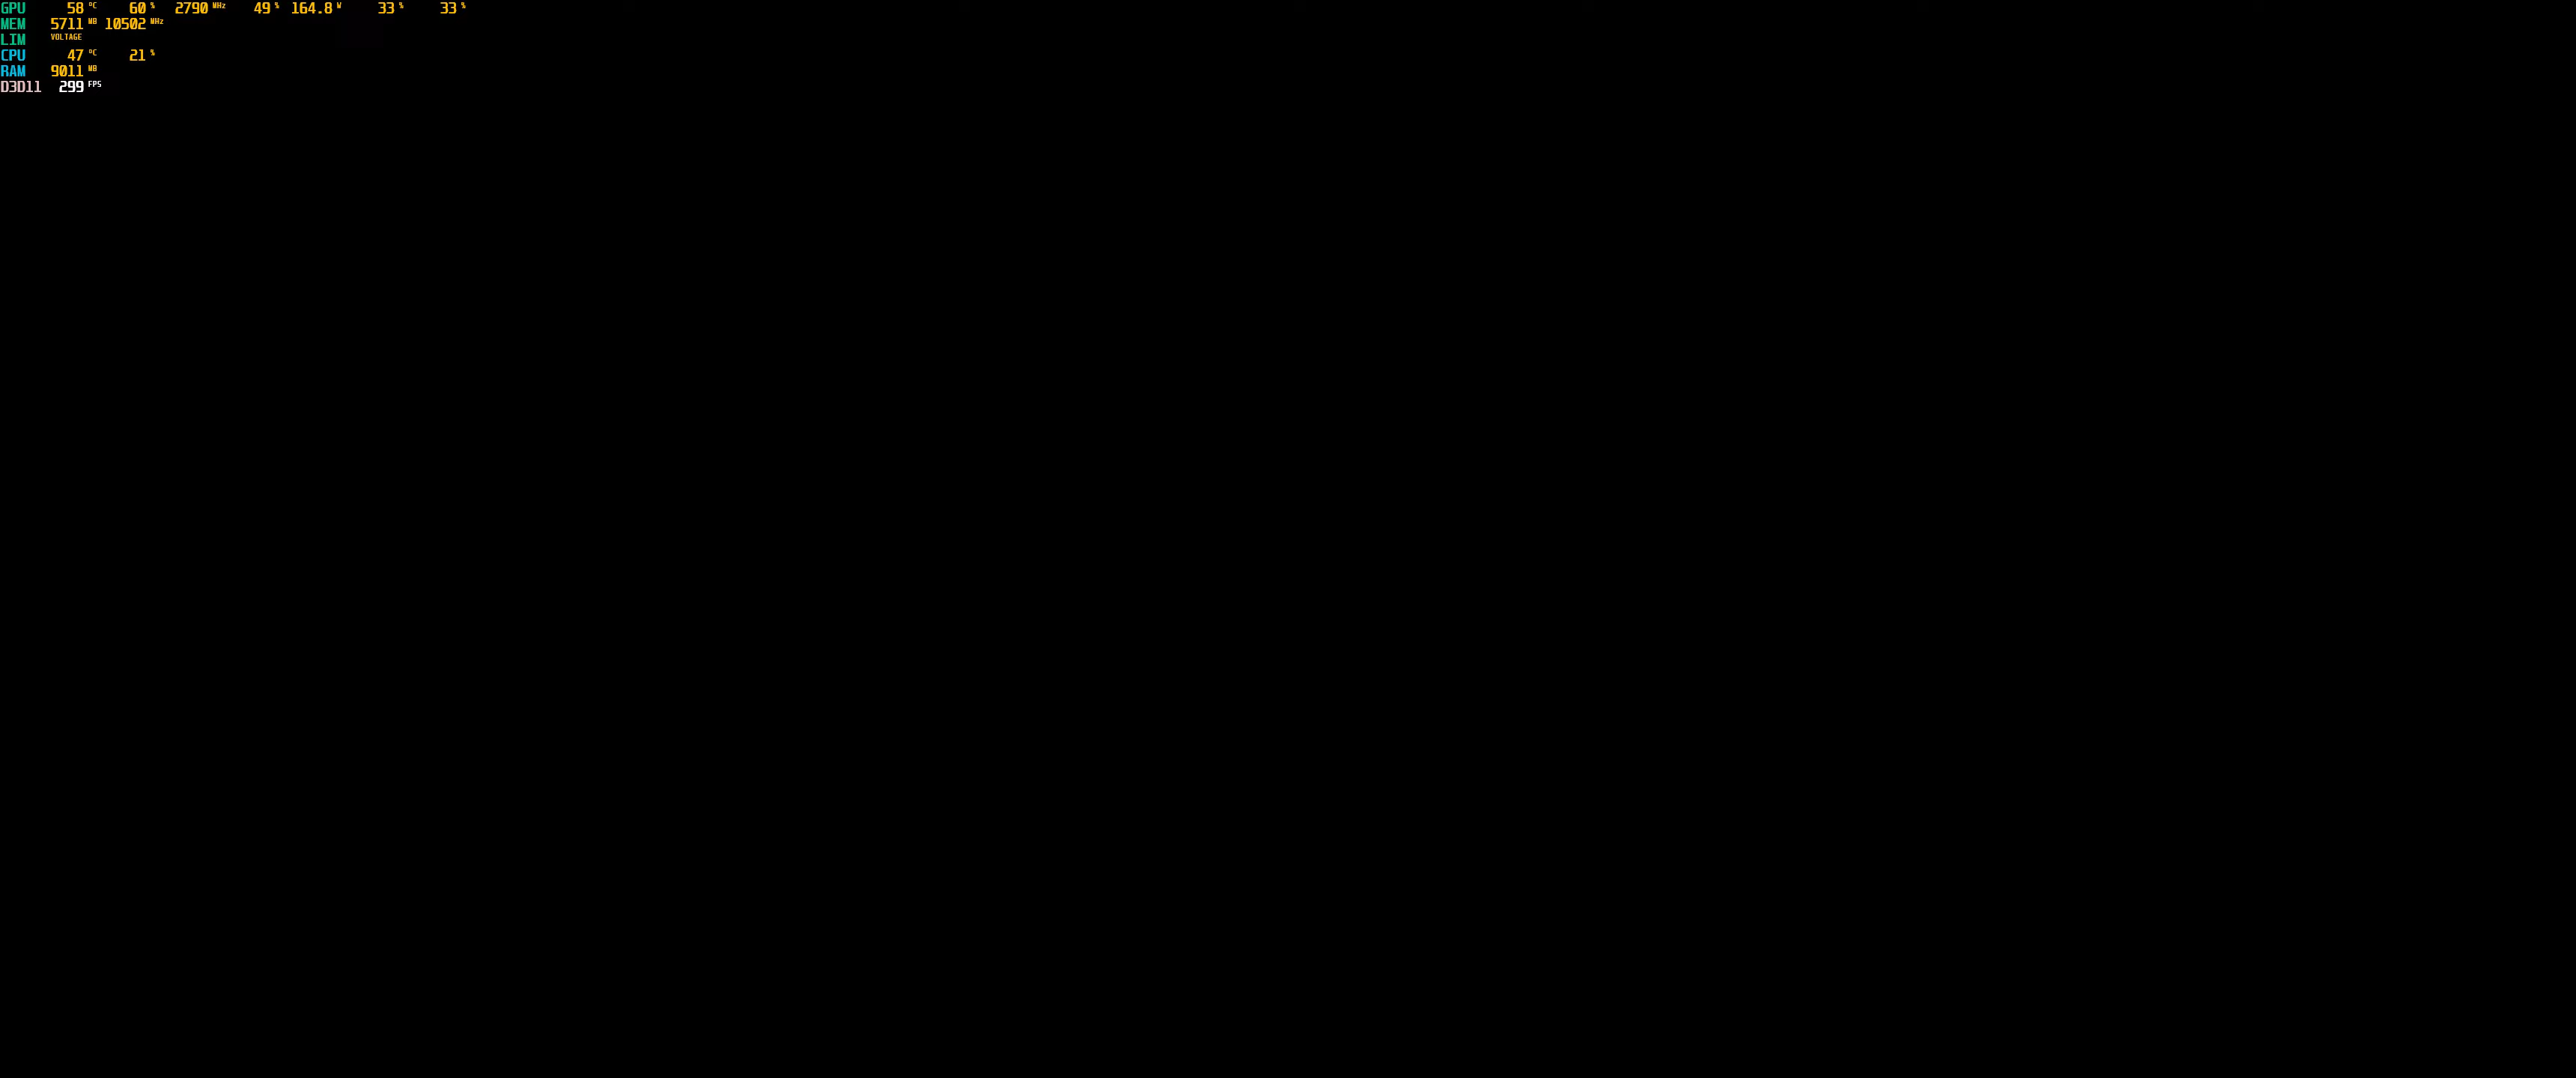 GPU 58 °C 60 % 2790 MHz 49 % 164.8 W 33 % 33 %
MEM 5711 MB 10502 MHz
LIM VOLTAGE
CPU 47 °C 21 %
RAM 9011 MB
D3D11 299 FPS